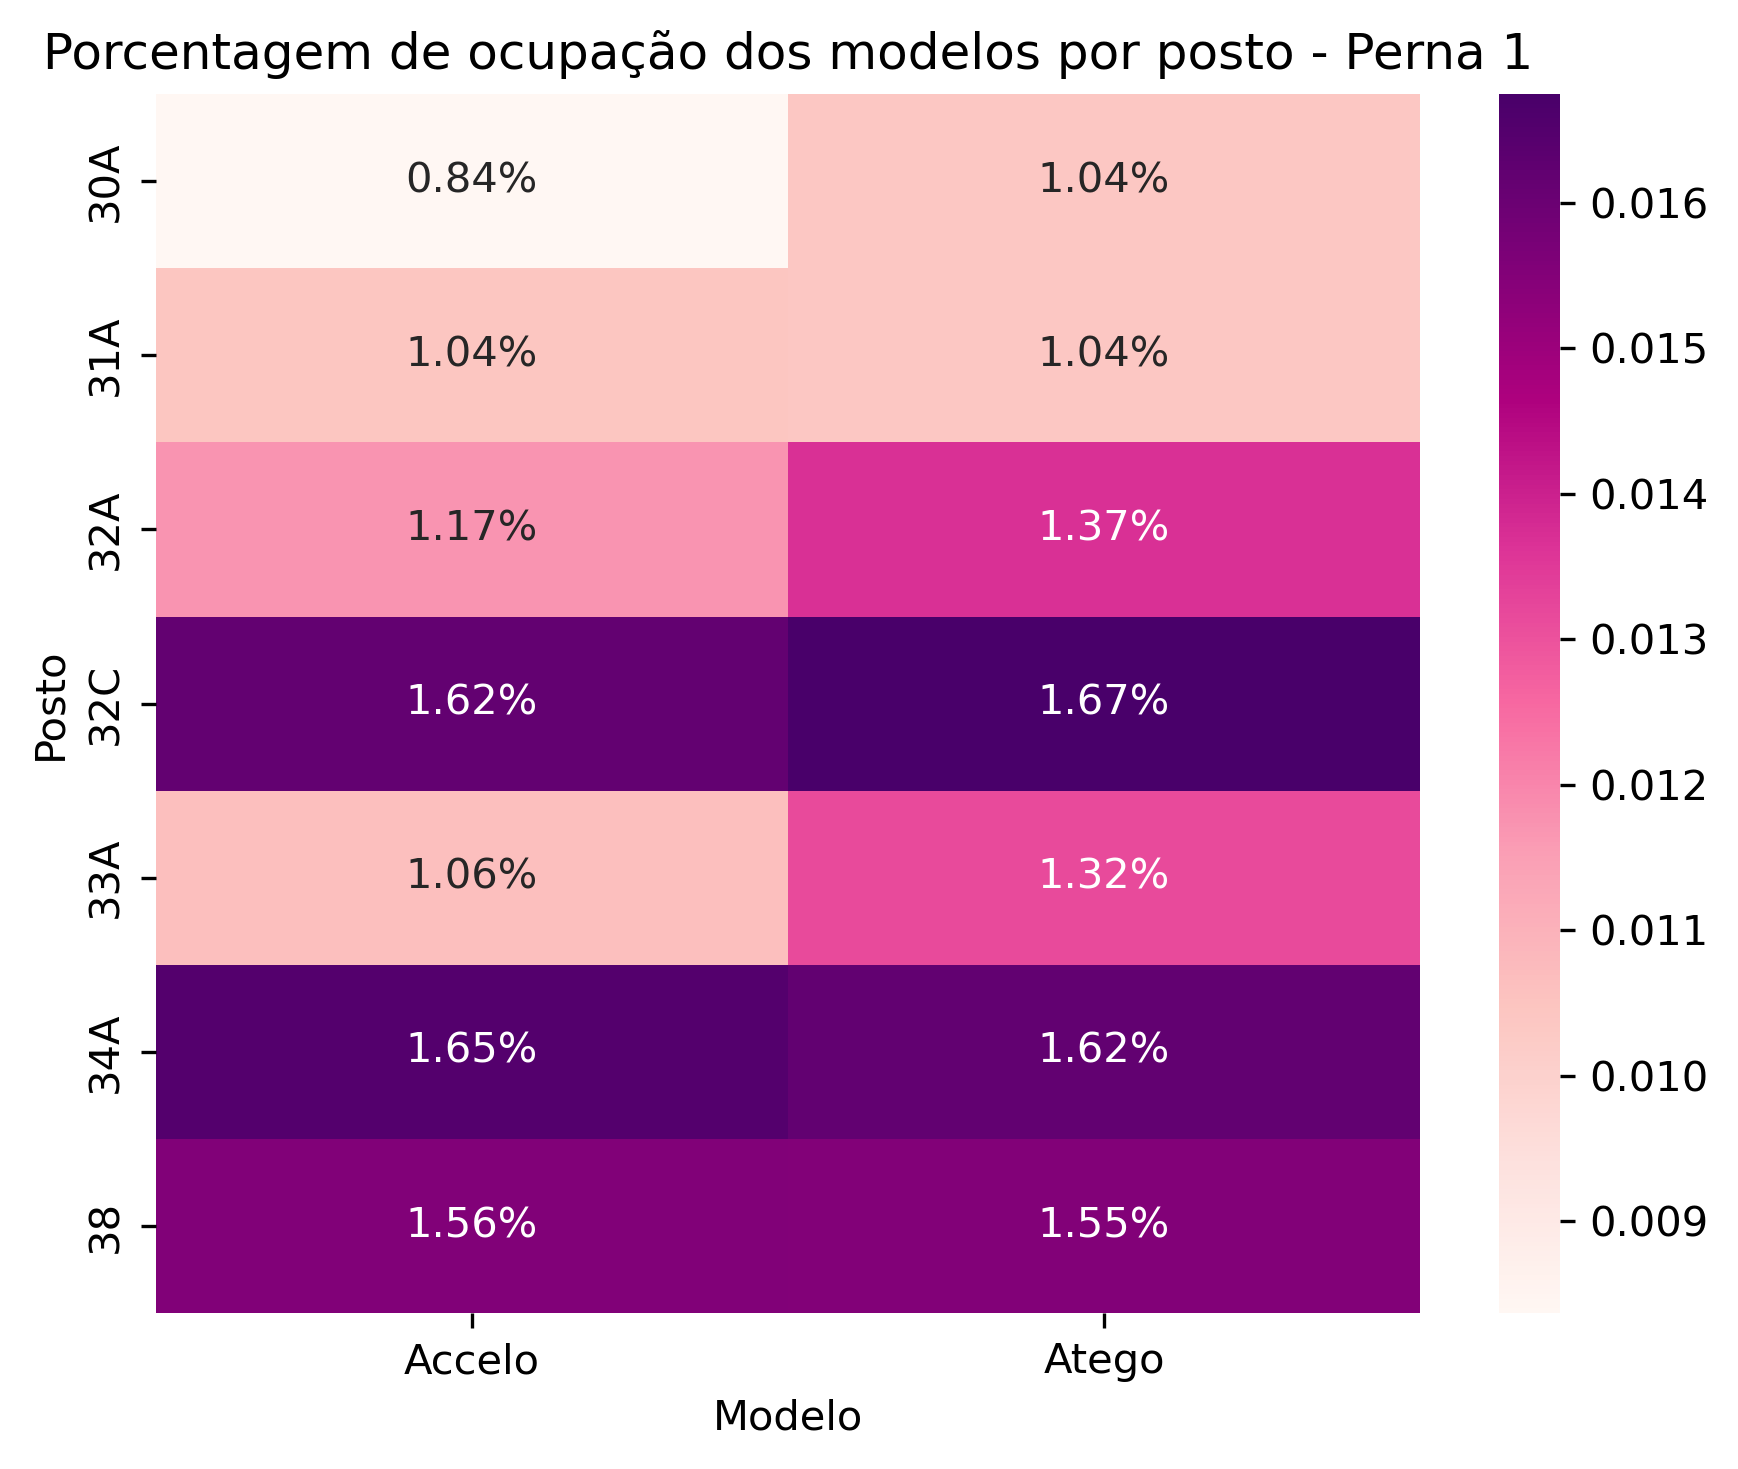 Porcentagem de ocupação dos modelos por posto - Perna 1
30A
0.84%
1.04%
31A
1.04%
1.04%
32A
1.17%
1.37%
32C
1.62%
1.67%
33A
1.06%
1.32%
34A
1.65%
1.62%
38
1.56%
1.55%
Posto
Accelo
Atego
Modelo
0.016
0.015
0.014
0.013
0.012
0.011
0.010
0.009